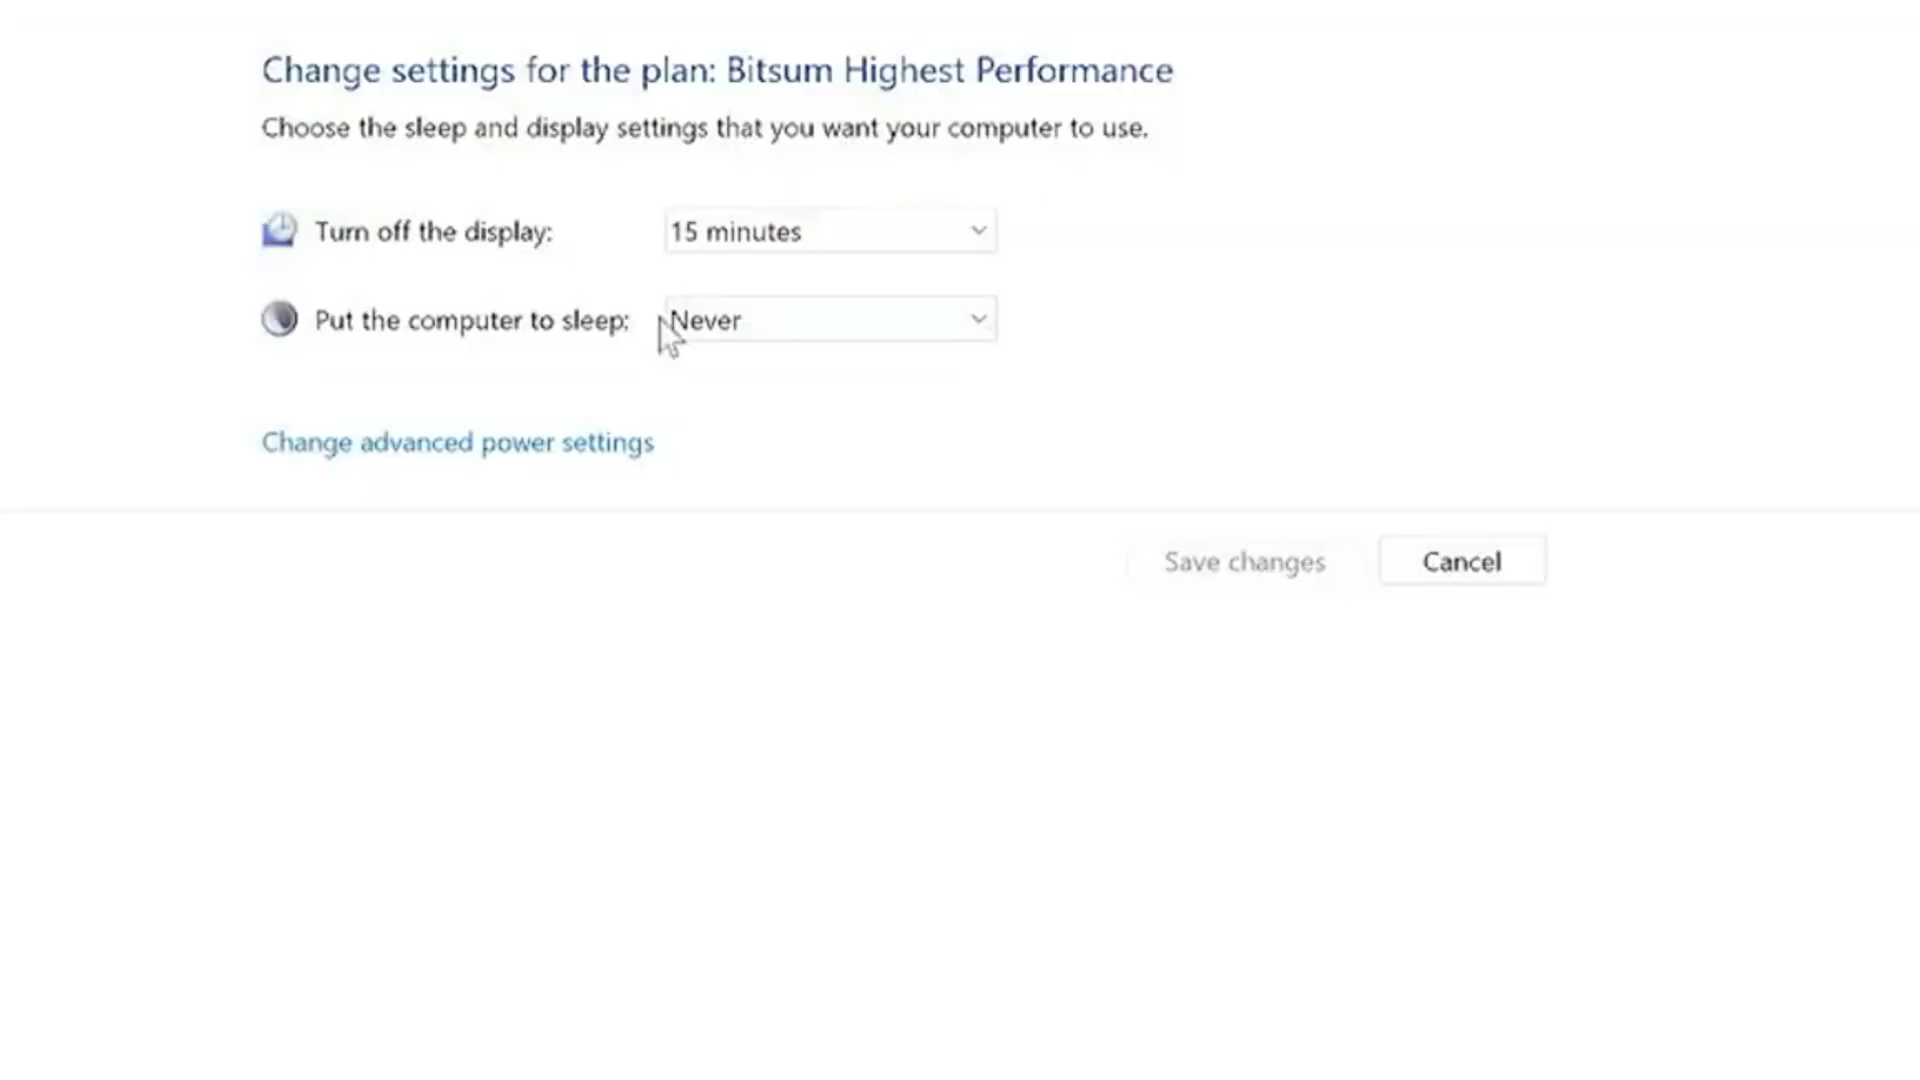 Change settings for the plan: Bitsum Highest Performance
Choose the sleep and display settings that you want your computer to use.
Turn off the display: 15 minutes
Put the computer to sleep: Never
Change advanced power settings
Save changes Cancel